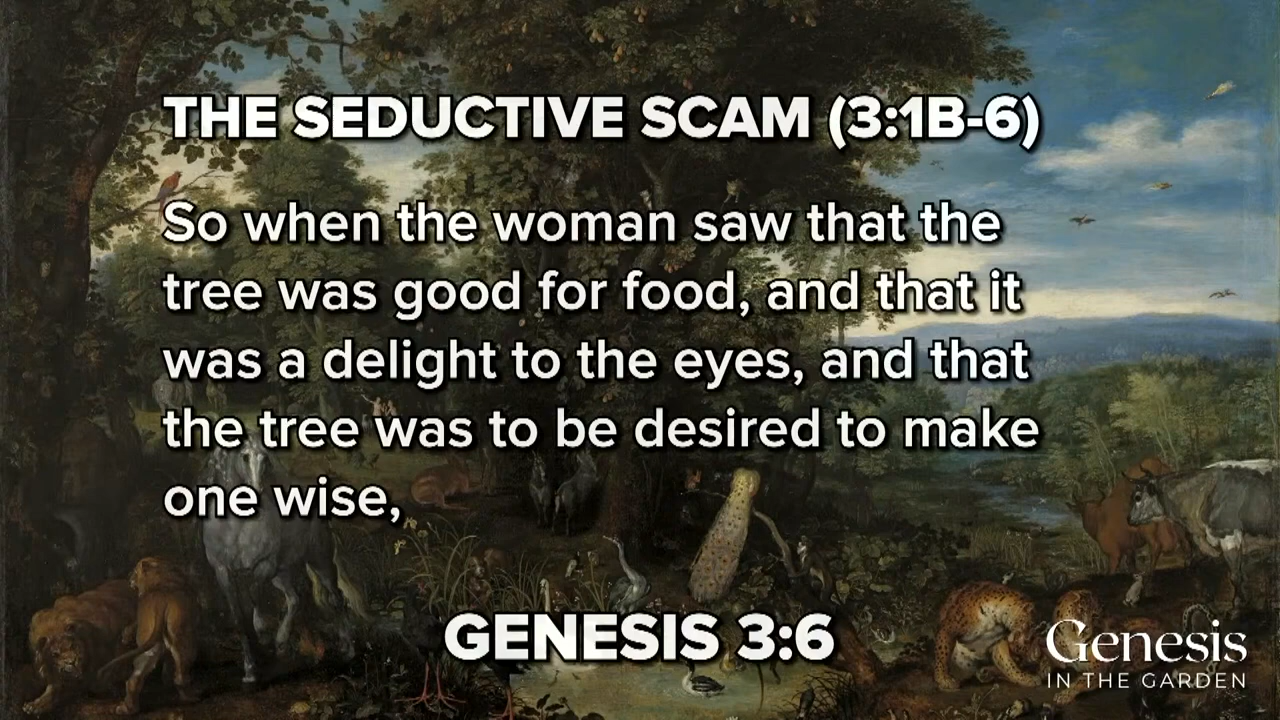 THE SEDUCTIVE SCAM (3:1B-6)
So when the woman saw that the
tree was good for food, and that it
was a delight to the eyes, and that
the tree was to be desired to make
one wise,
GENESIS 3:6
Genesis
IN THE GARDEN